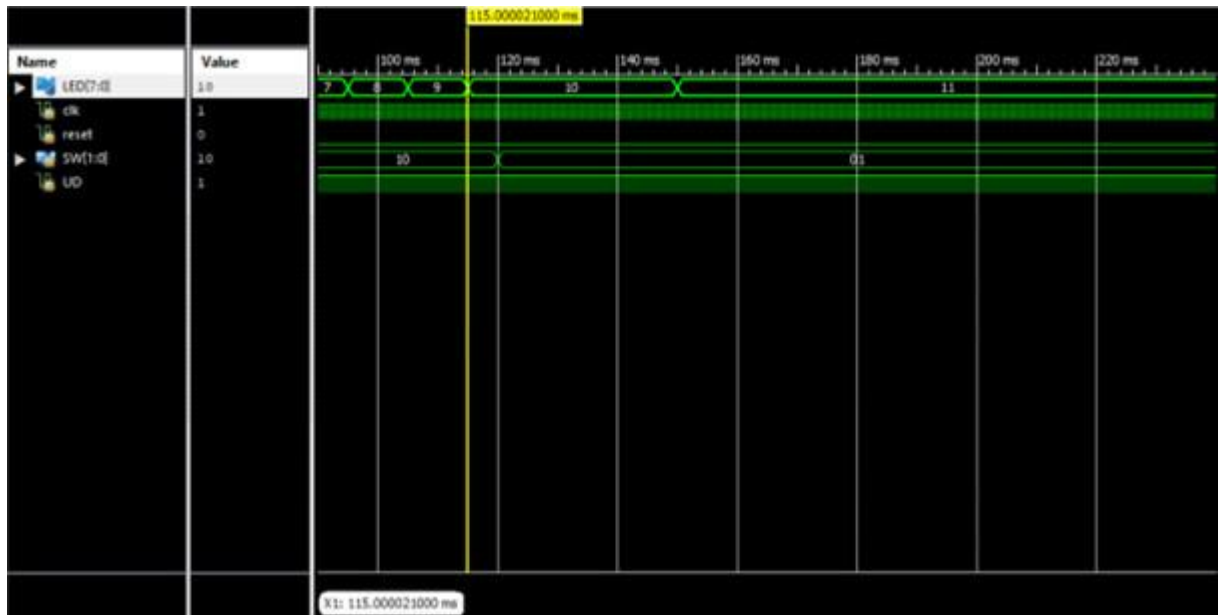 115.000021000 ms
Name Value
100 ms 120 ms 140 ms 160 ms 180 ms 200 ms 220 ms
LED[7:0] 10 7 8 9 10 11
clk 1
reset 0
SW[1:0] 10 10 01
UD 1
X1: 115.000021000 ms